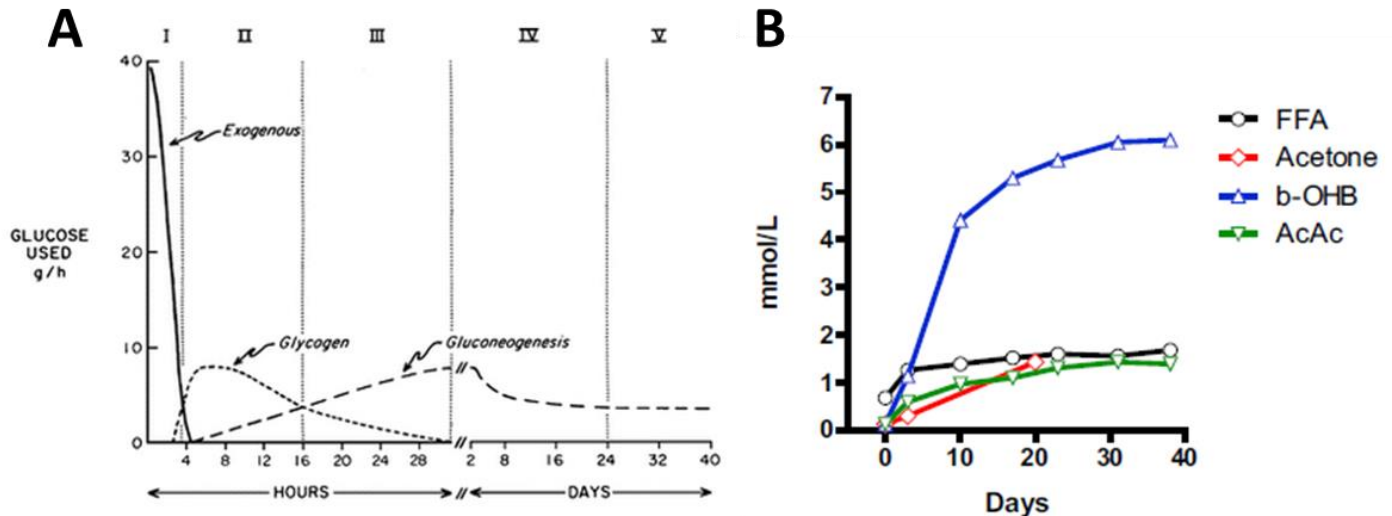 A
I II III IV V
40
30
20
10
0
GLUCOSE
USED
g/h
Exogenous
Glycogen
Gluconeogenesis
4 8 12 16 20 24 28 // 2 8 16 24 32 40
HOURS // DAYS
B
7
6
5
4
3
2
1
0
mmol/L
0 10 20 30 40
Days
FFA
Acetone
b-OHB
AcAc